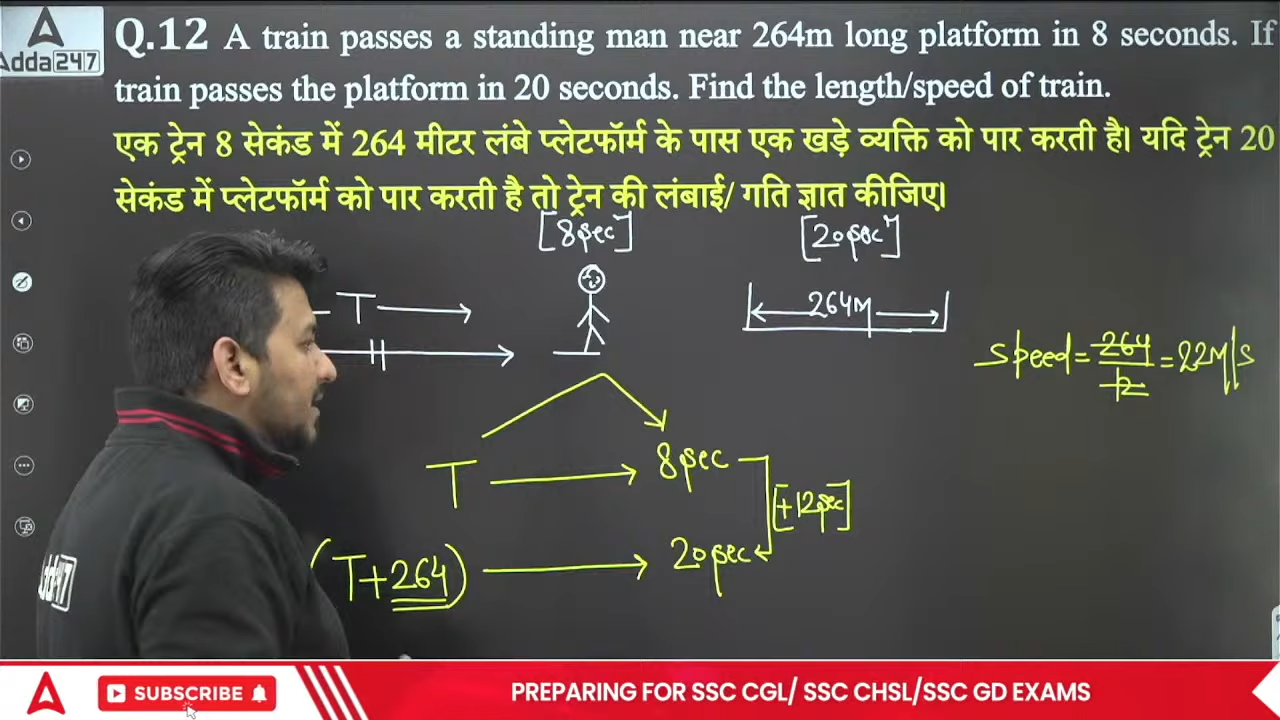 Adda247
Q.12 A train passes a standing man near 264m long platform in 8 seconds. If
train passes the platform in 20 seconds. Find the length/speed of train.
एक ट्रेन 8 सेकंड में 264 मीटर लंबे प्लेटफॉर्म के पास एक खड़े व्यक्ति को पार करती है। यदि ट्रेन 20
सेकंड में प्लेटफॉर्म को पार करती है तो ट्रेन की लंबाई/ गति ज्ञात कीजिए।
[8sec] [20sec]
T 264M
Speed = 264/12 = 22M/S
T 8sec
[+12sec]
(T+264) 20sec
SUBSCRIBE
PREPARING FOR SSC CGL/ SSC CHSL/SSC GD EXAMS